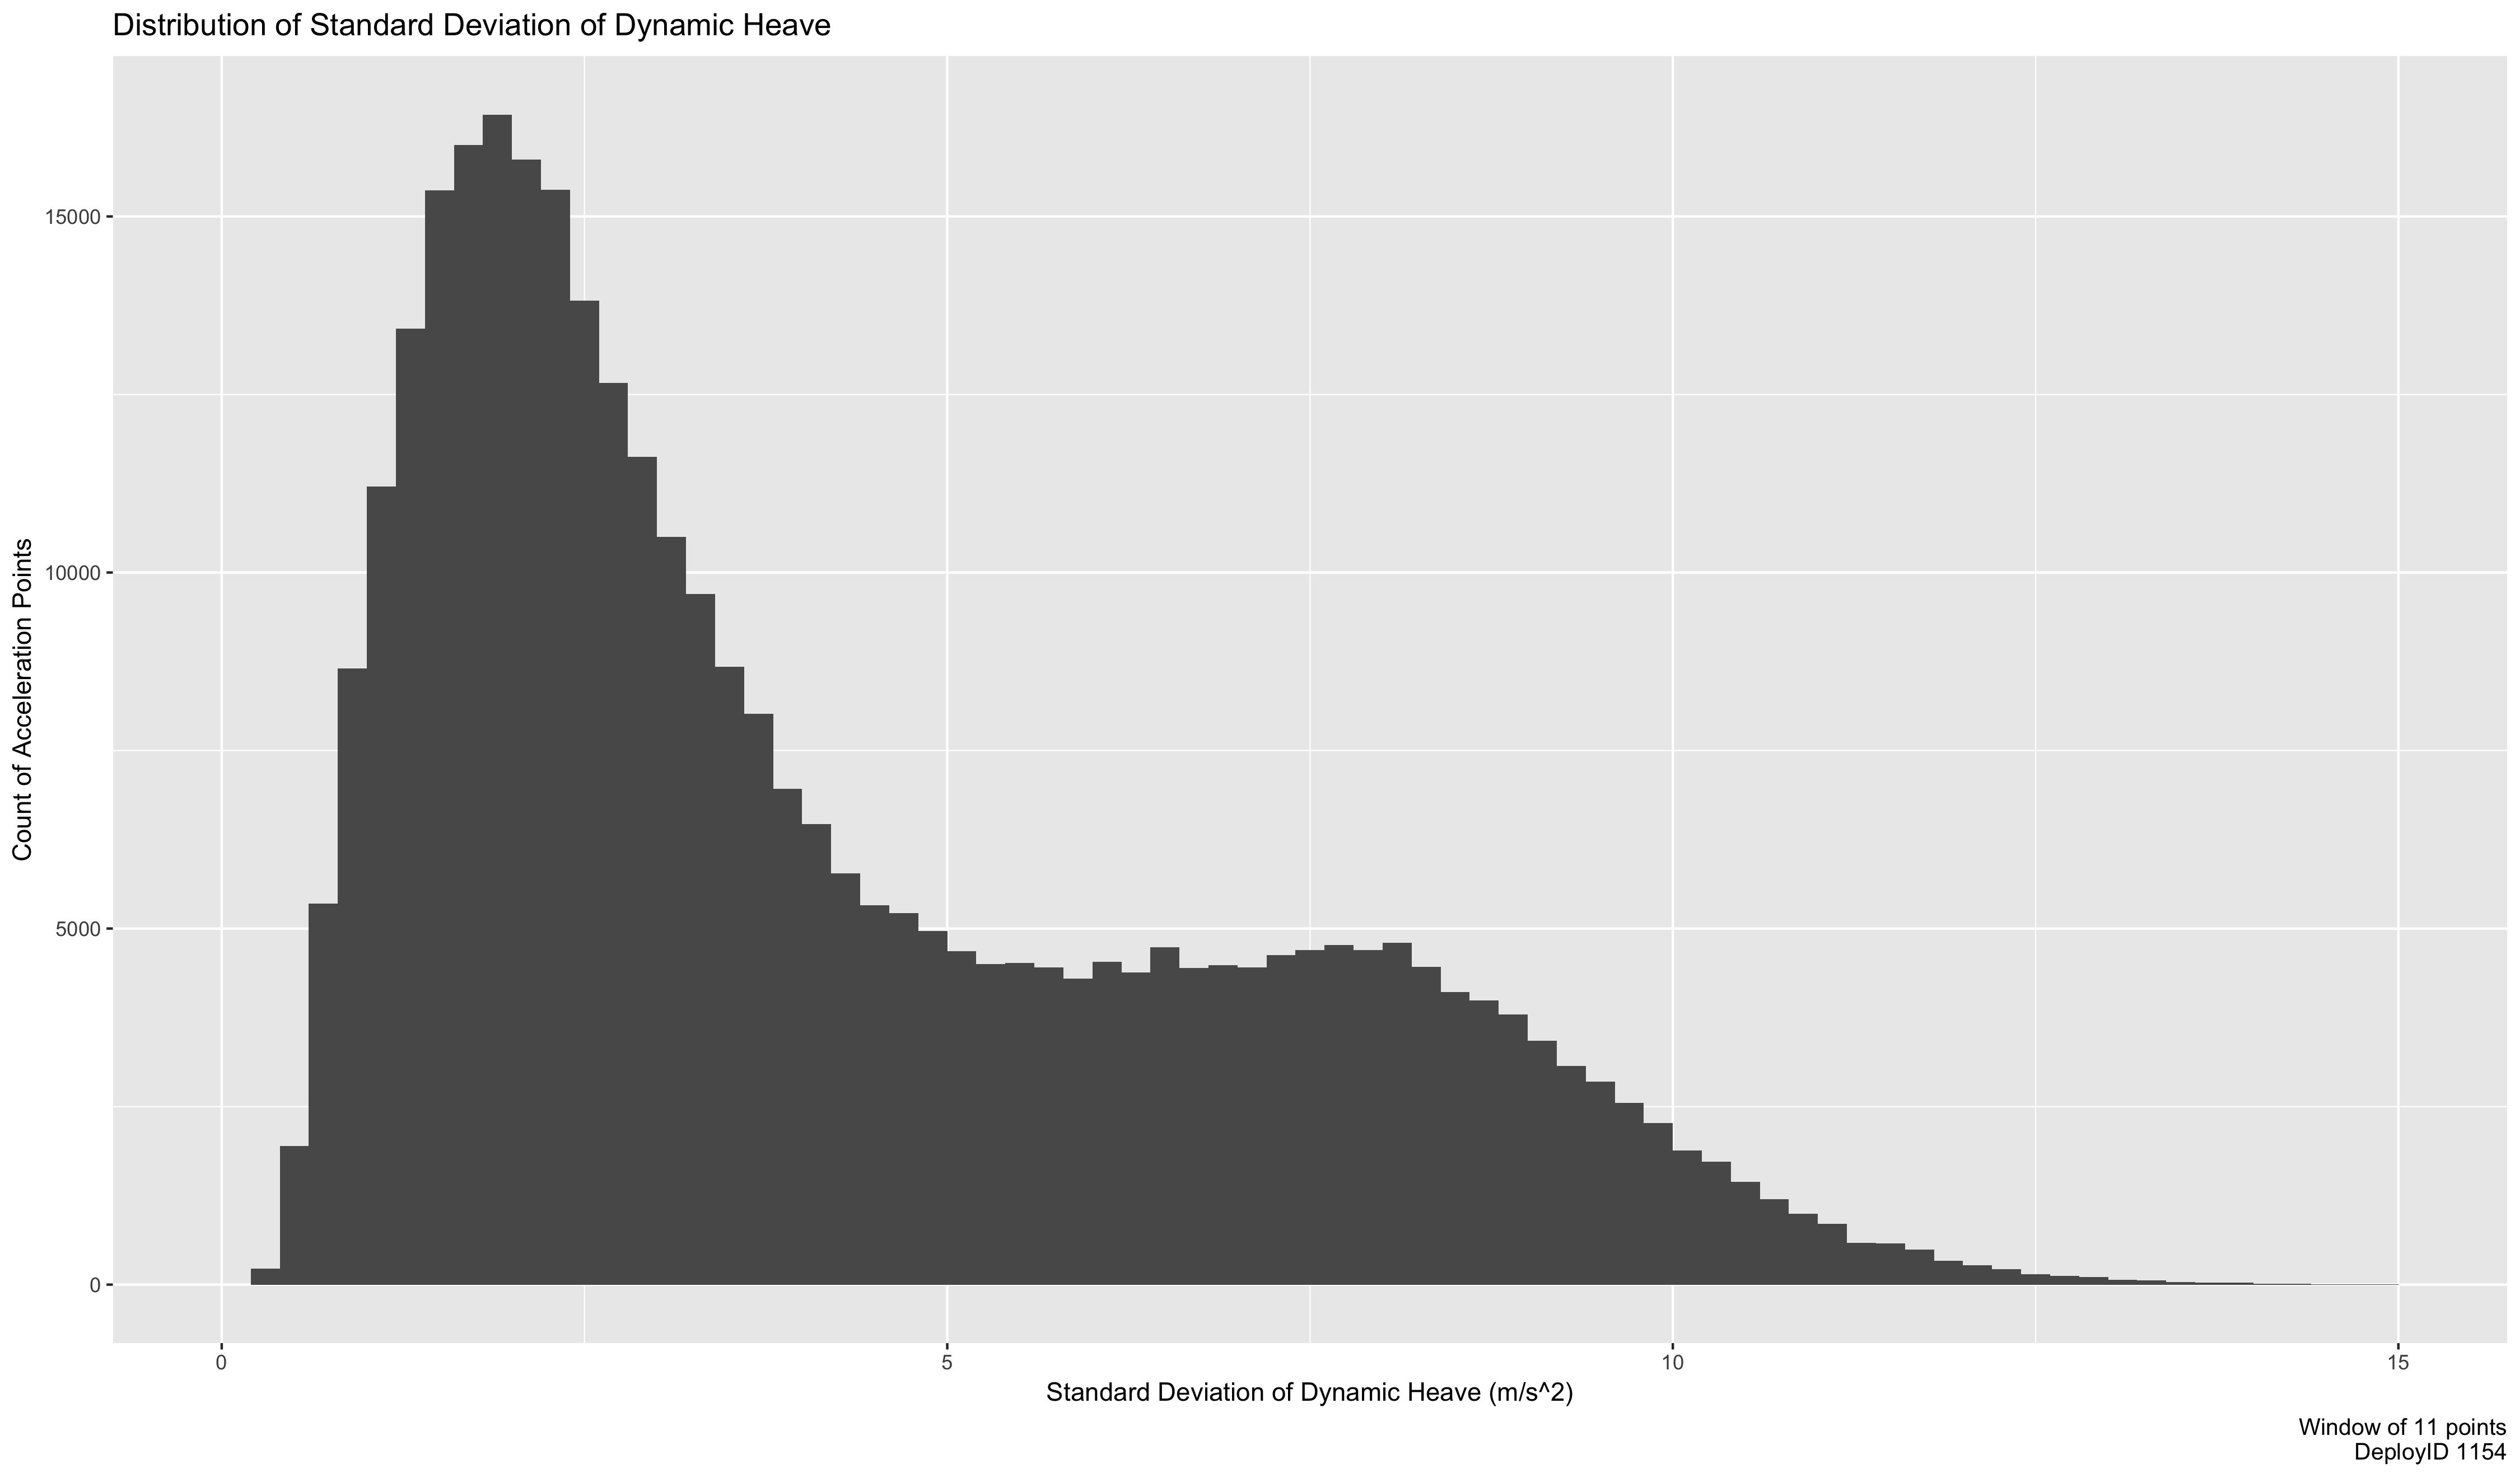 Distribution of Standard Deviation of Dynamic Heave
Count of Acceleration Points
15000
10000
5000
0
0
5
10
15
Standard Deviation of Dynamic Heave (m/s^2)
Window of 11 points
DeployID 1154